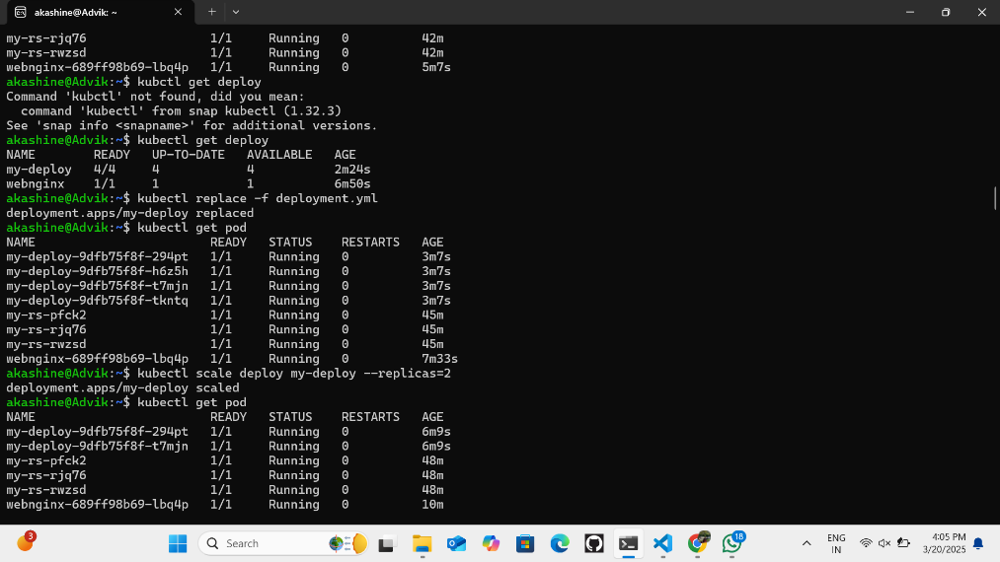 akashine@Advik: ~
my-rs-rjq76 1/1 Running 0 42m
my-rs-rwzsd 1/1 Running 0 42m
webnginx-689ff98b69-lbq4p 1/1 Running 0 5m7s
akashine@Advik:~$ kubctl get deploy
Command 'kubctl' not found, did you mean:
  command 'kubectl' from snap kubectl (1.32.3)
See 'snap info <snapname>' for additional versions.
akashine@Advik:~$ kubectl get deploy
NAME READY UP-TO-DATE AVAILABLE AGE
my-deploy 4/4 4 4 2m24s
webnginx 1/1 1 1 6m50s
akashine@Advik:~$ kubectl replace -f deployment.yml
deployment.apps/my-deploy replaced
akashine@Advik:~$ kubectl get pod
NAME READY STATUS RESTARTS AGE
my-deploy-9dfb75f8f-294pt 1/1 Running 0 3m7s
my-deploy-9dfb75f8f-h6z5h 1/1 Running 0 3m7s
my-deploy-9dfb75f8f-t7mjn 1/1 Running 0 3m7s
my-deploy-9dfb75f8f-tkntq 1/1 Running 0 3m7s
my-rs-pfck2 1/1 Running 0 45m
my-rs-rjq76 1/1 Running 0 45m
my-rs-rwzsd 1/1 Running 0 45m
webnginx-689ff98b69-lbq4p 1/1 Running 0 7m33s
akashine@Advik:~$ kubectl scale deploy my-deploy --replicas=2
deployment.apps/my-deploy scaled
akashine@Advik:~$ kubectl get pod
NAME READY STATUS RESTARTS AGE
my-deploy-9dfb75f8f-294pt 1/1 Running 0 6m9s
my-deploy-9dfb75f8f-t7mjn 1/1 Running 0 6m9s
my-rs-pfck2 1/1 Running 0 48m
my-rs-rjq76 1/1 Running 0 48m
my-rs-rwzsd 1/1 Running 0 48m
webnginx-689ff98b69-lbq4p 1/1 Running 0 10m
3
Search
18
ENG
IN
4:05 PM
3/20/2025